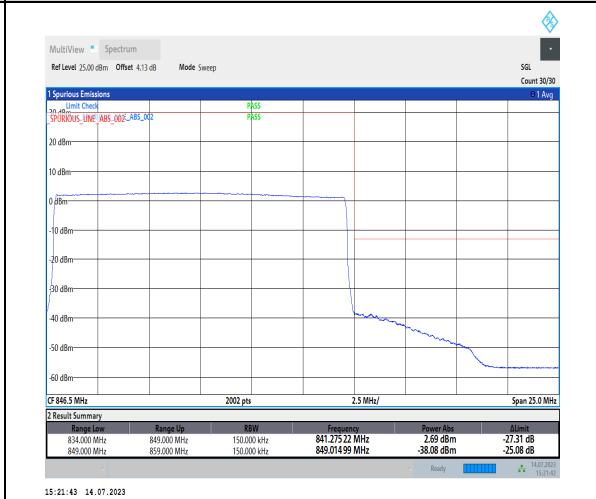 MultiView Spectrum
Ref Level 25.00 dBm Offset 4.13 dB Mode Sweep SGL
Count 30/30
1 Spurious Emissions 1 Avg
Limit Check PASS
SPURIOUS_LINE_ABS_002 PASS
20 dBm
10 dBm
0 dBm
-10 dBm
-20 dBm
-30 dBm
-40 dBm
-50 dBm
-60 dBm
CF 846.5 MHz 2002 pts 2.5 MHz/ Span 25.0 MHz
2 Result Summary
Range Low Range Up RBW Frequency Power Abs ΔLimit
834.000 MHz 849.000 MHz 150.000 kHz 841.275 22 MHz 2.69 dBm -27.31 dB
849.000 MHz 859.000 MHz 150.000 kHz 849.014 99 MHz -38.08 dBm -25.08 dB
Ready 14.07.2023
15:21:42
15:21:43 14.07.2023